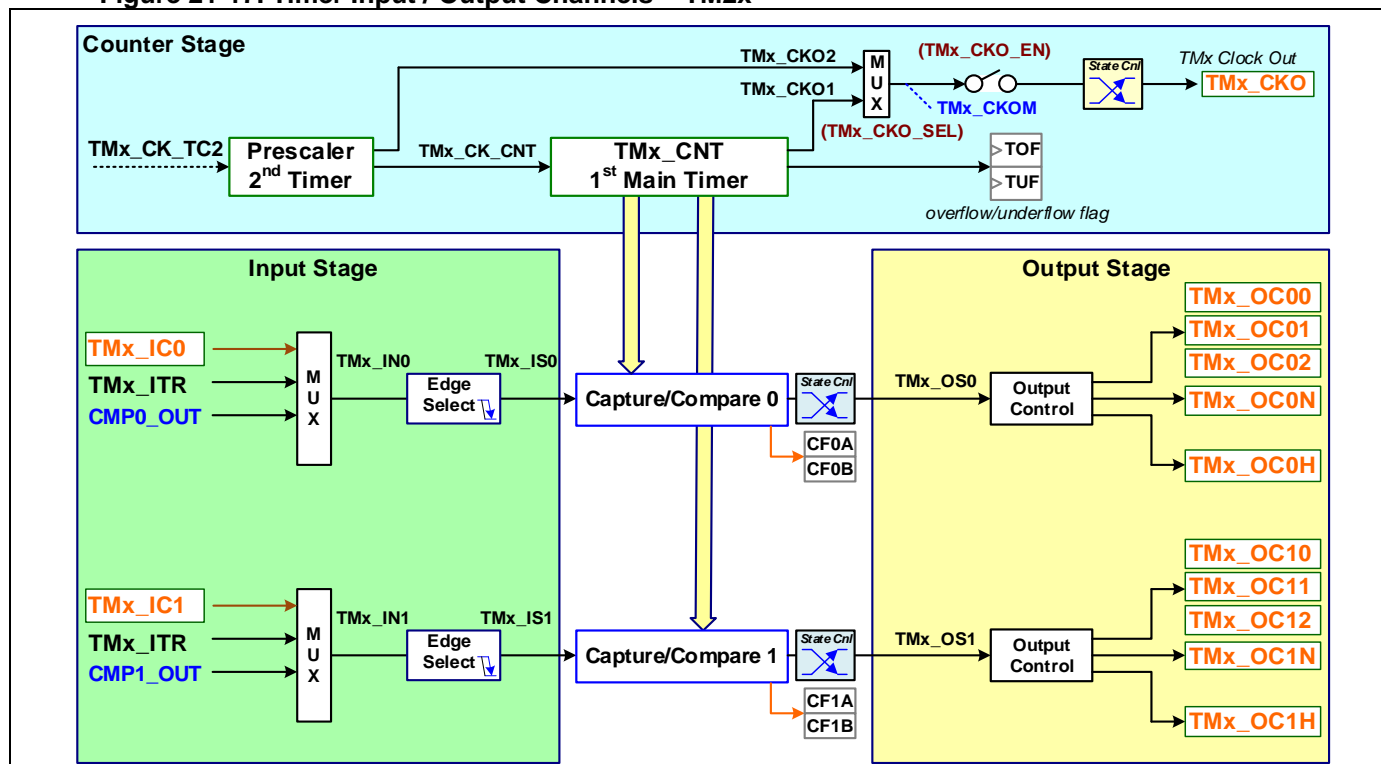 Counter Stage
TMx_CKO2
TMx_CKO1
M
U
X
(TMx_CKO_EN)
TMx_CKOM
(TMx_CKO_SEL)
State Cnl
TMx Clock Out
TMx_CKO
TMx_CK_TC2
Prescaler
2nd Timer
TMx_CK_CNT
TMx_CNT
1st Main Timer
TOF
TUF
overflow/underflow flag
Input Stage
TMx_IC0
TMx_ITR
CMP0_OUT
M
U
X
TMx_IN0
Edge
Select
TMx_IS0
Capture/Compare 0
State Cnl
CF0A
CF0B
TMx_IC1
TMx_ITR
CMP1_OUT
M
U
X
TMx_IN1
Edge
Select
TMx_IS1
Capture/Compare 1
State Cnl
CF1A
CF1B
Output Stage
TMx_OS0
Output
Control
TMx_OC00
TMx_OC01
TMx_OC02
TMx_OC0N
TMx_OC0H
TMx_OS1
Output
Control
TMx_OC10
TMx_OC11
TMx_OC12
TMx_OC1N
TMx_OC1H